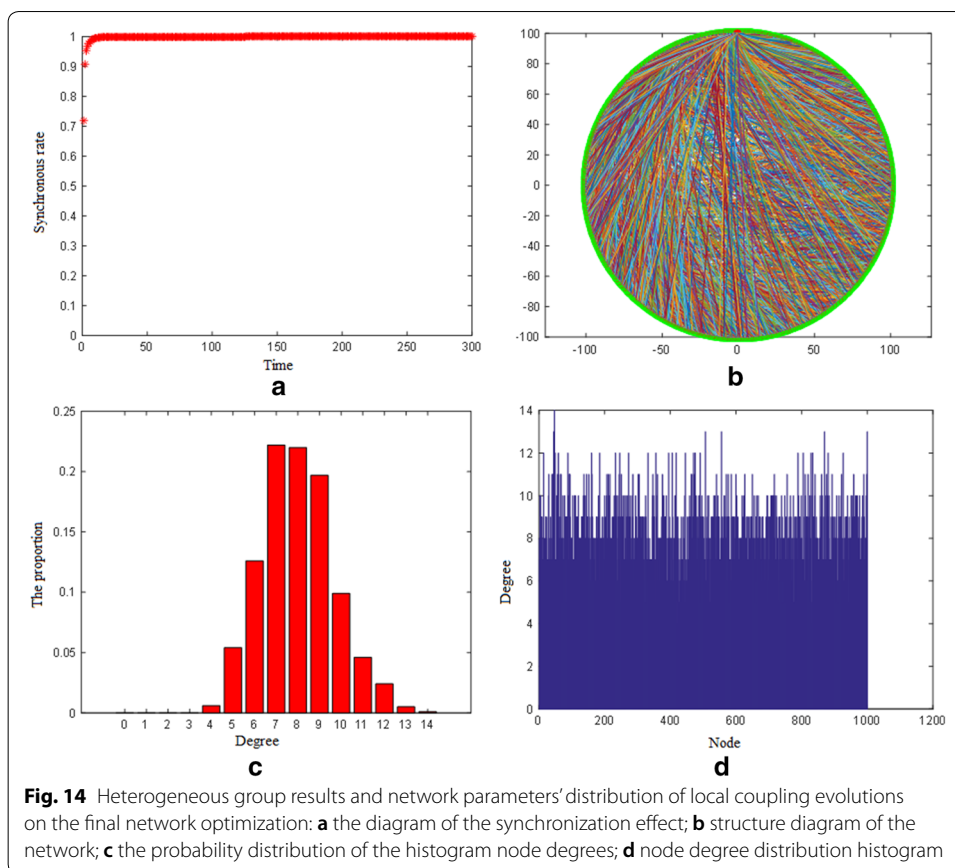 1
0.9
0.8
0.7
0.6
0.5
0.4
0.3
0.2
0.1
0
Synchronous rate
0 50 100 150 200 250 300
Time
a
100
80
60
40
20
0
-20
-40
-60
-80
-100
-100 -50 0 50 100
b
0.25
0.2
0.15
0.1
0.05
0
The proportion
0 1 2 3 4 5 6 7 8 9 10 11 12 13 14
Degree
c
14
12
10
8
6
4
2
0
Degree
0 200 400 600 800 1000 1200
Node
d
Fig. 14 Heterogeneous group results and network parameters’ distribution of local coupling evolutions
on the final network optimization: a the diagram of the synchronization effect; b structure diagram of the
network; c the probability distribution of the histogram node degrees; d node degree distribution histogram